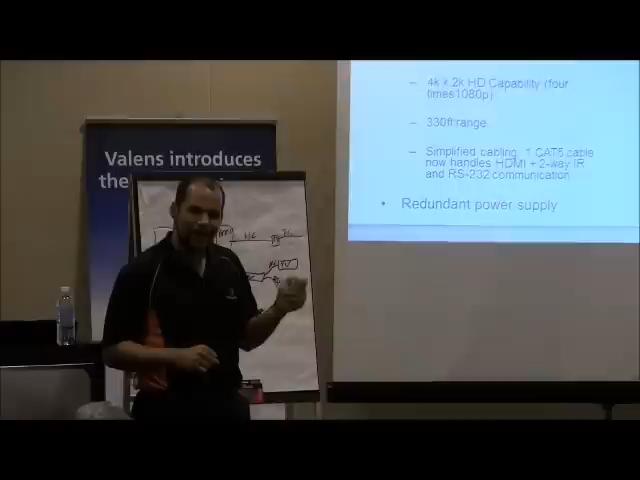 – 4k x 2k HD Capability (four
times1080p)
– 330ft range
– Simplified cabling: 1 CAT5 cable
now handles HDMI + 2-way IR
and RS-232 communication
• Redundant power supply
Valens introduces
the
TV